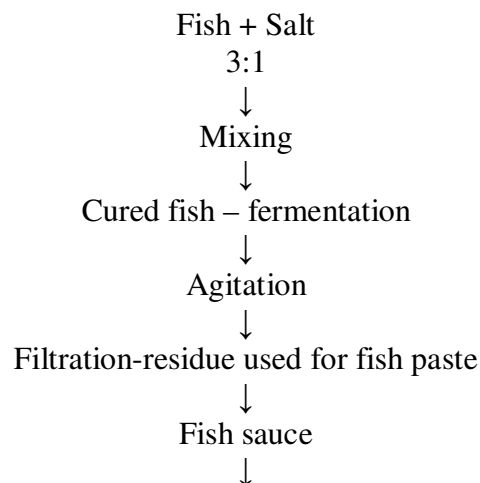 Fish + Salt
3:1
↓
Mixing
↓
Cured fish – fermentation
↓
Agitation
↓
Filtration-residue used for fish paste
↓
Fish sauce
↓